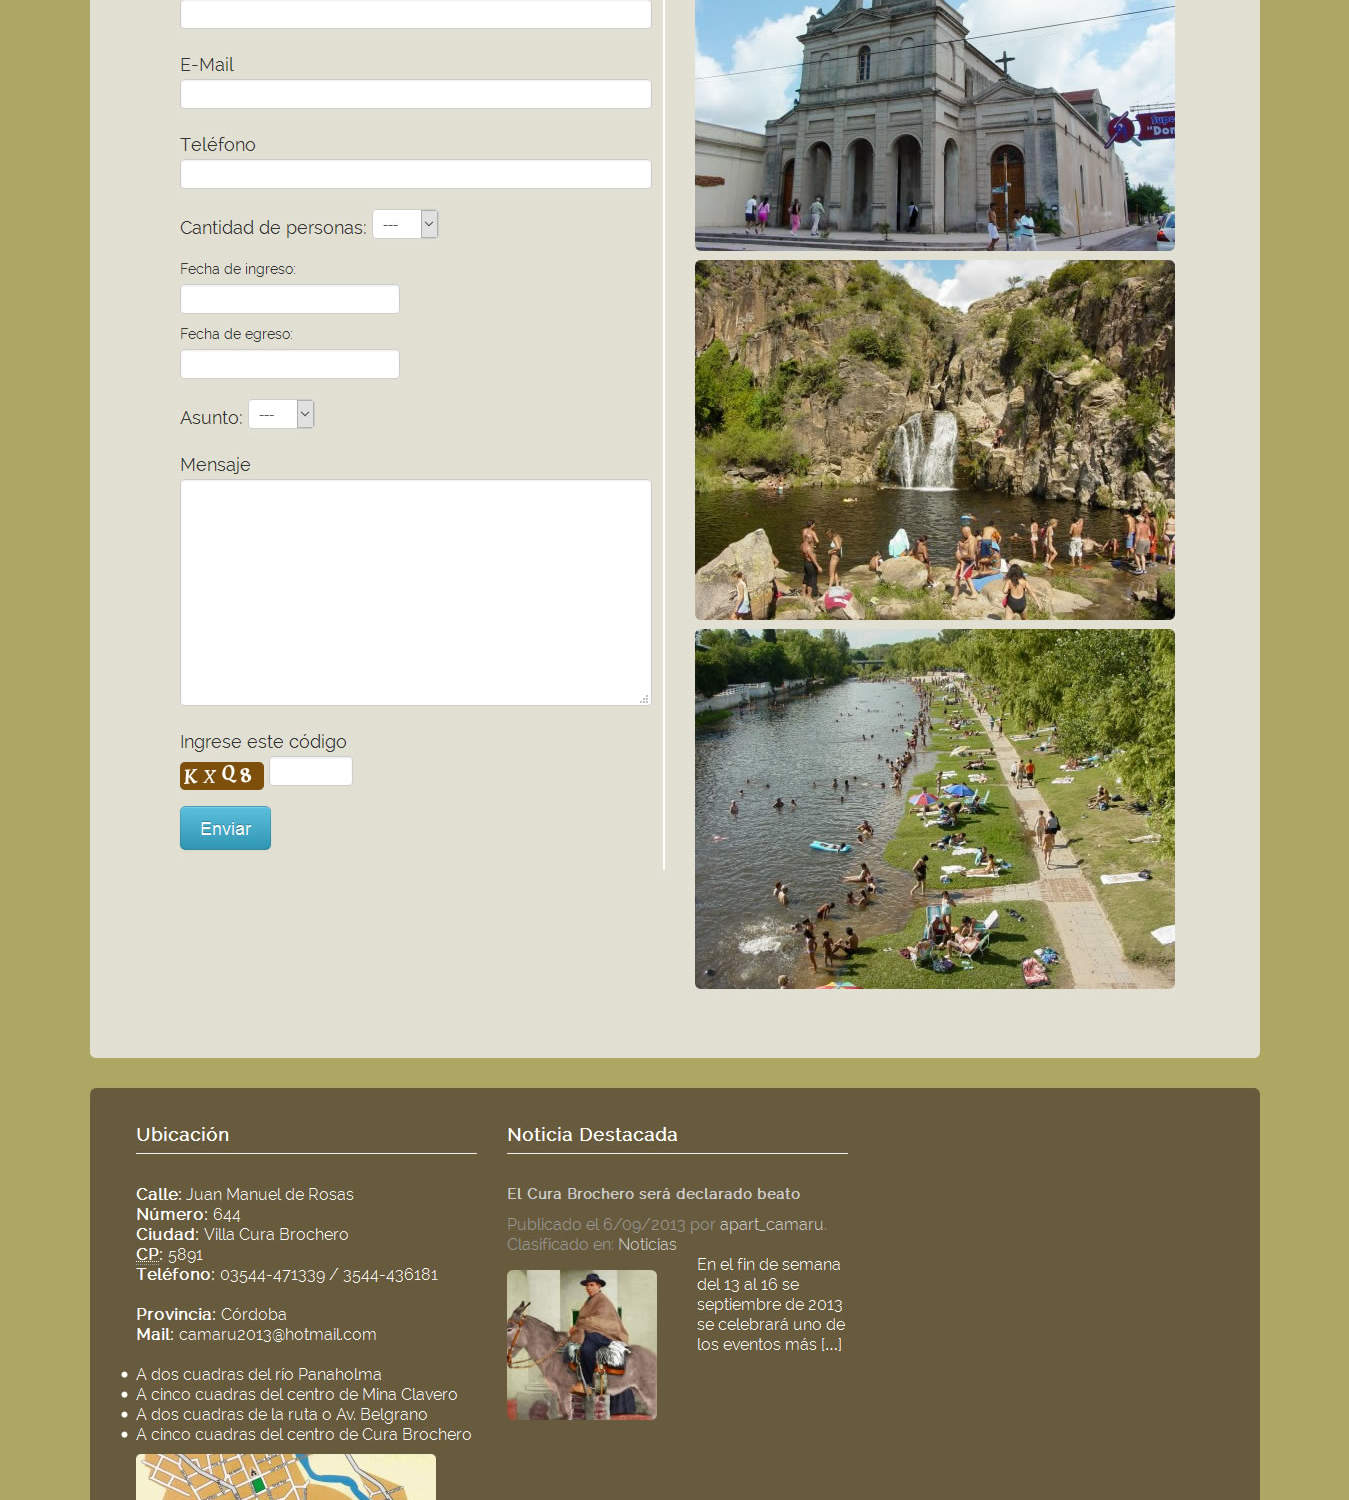 E-Mail
Teléfono
Cantidad de personas: ---
Fecha de ingreso:
Fecha de egreso:
Asunto: ---
Mensaje
Ingrese este código
K X Q 8
Enviar
Supe
"Don
Ubicación
Calle: Juan Manuel de Rosas
Número: 644
Ciudad: Villa Cura Brochero
CP: 5891
Teléfono: 03544-471339 / 3544-436181
Provincia: Córdoba
Mail: camaru2013@hotmail.com
A dos cuadras del río Panaholma
A cinco cuadras del centro de Mina Clavero
A dos cuadras de la ruta o Av. Belgrano
A cinco cuadras del centro de Cura Brochero
Noticia Destacada
El Cura Brochero será declarado beato
Publicado el 6/09/2013 por apart_camaru.
Clasificado en: Noticias
En el fin de semana
del 13 al 16 se
septiembre de 2013
se celebrará uno de
los eventos más [...]